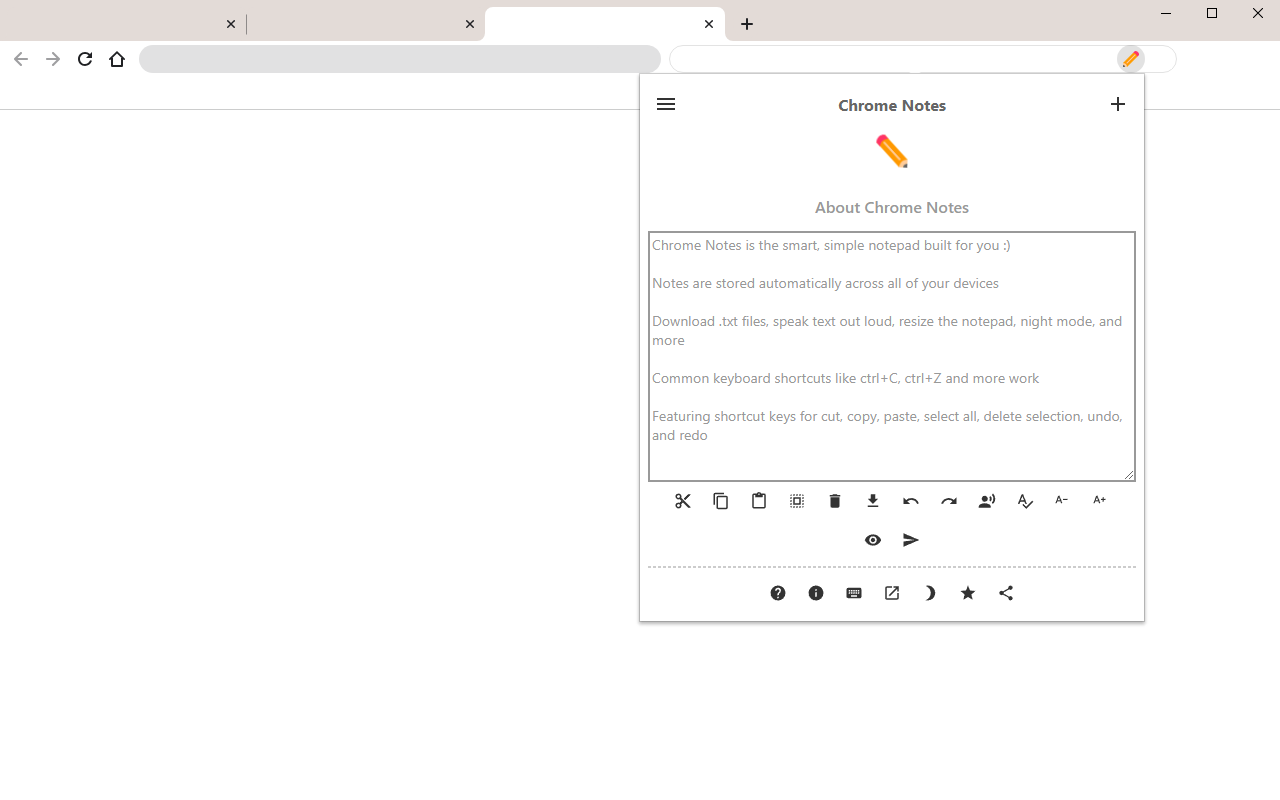 Chrome Notes
About Chrome Notes
Chrome Notes is the smart, simple notepad built for you :)
Notes are stored automatically across all of your devices
Download .txt files, speak text out loud, resize the notepad, night mode, and
more
Common keyboard shortcuts like ctrl+C, ctrl+Z and more work
Featuring shortcut keys for cut, copy, paste, select all, delete selection, undo,
and redo
A- A+